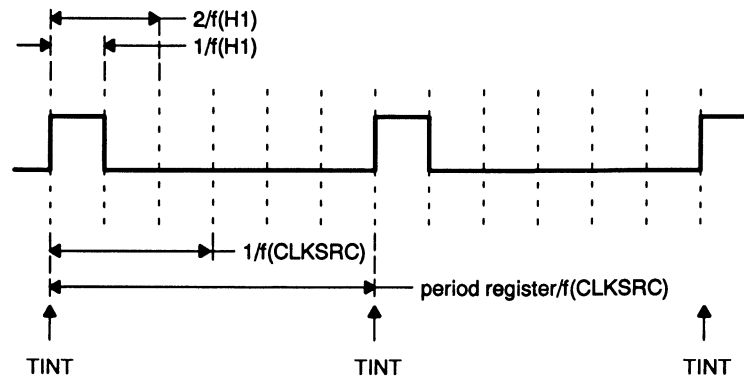 2/f(H1)
1/f(H1)
1/f(CLKSRC)
period register/f(CLKSRC)
TINT
TINT
TINT